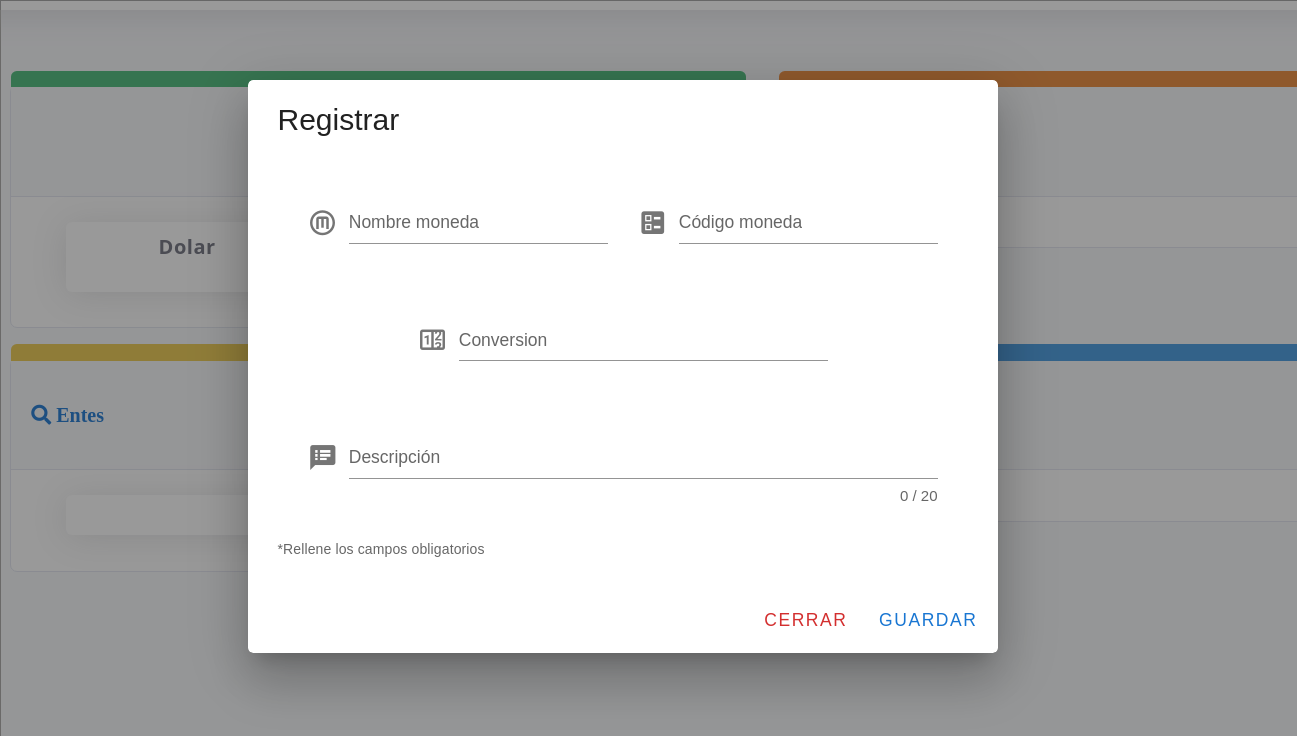 Registrar
Nombre moneda
Código moneda
Dolar
Conversion
Entes
Descripción
0 / 20
*Rellene los campos obligatorios
CERRAR
GUARDAR